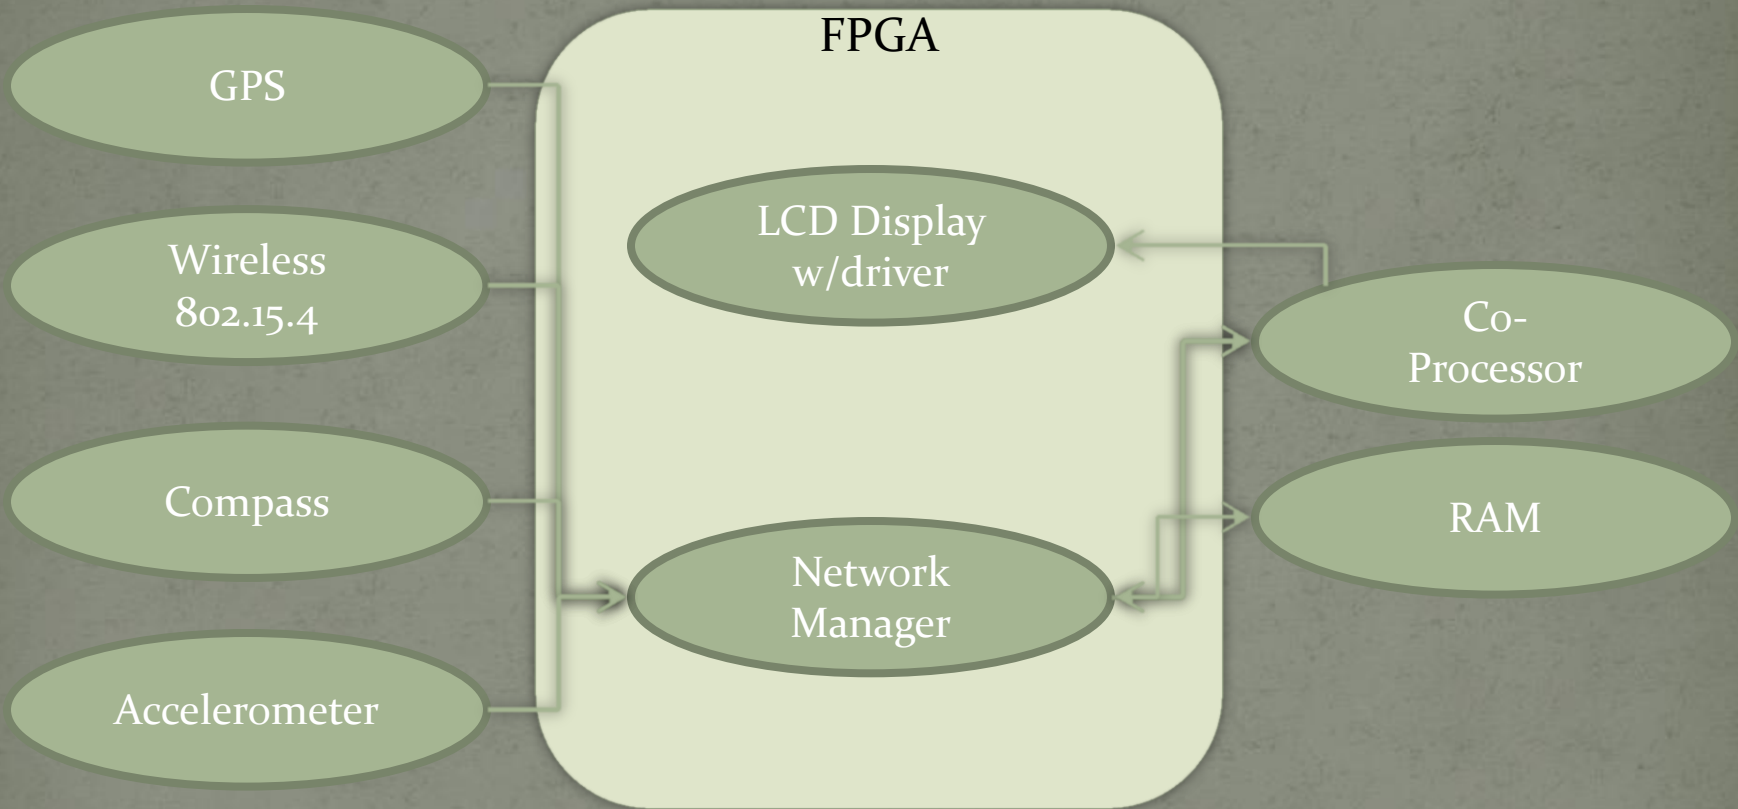 FPGA
GPS
Wireless
802.15.4
Compass
Accelerometer
LCD Display
w/driver
Network
Manager
Co-
Processor
RAM